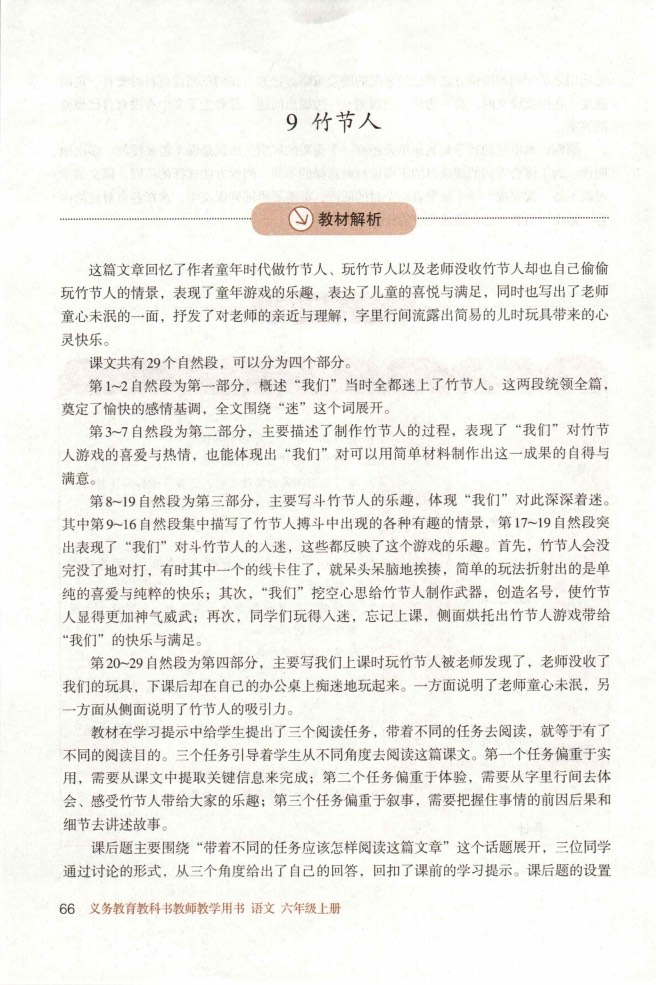 9 竹节人
教材解析
这篇文章回忆了作者童年时代做竹节人、玩竹节人以及老师没收竹节人却也自己偷偷
玩竹节人的情景，表现了童年游戏的乐趣，表达了儿童的喜悦与满足，同时也写出了老师
童心未泯的一面，抒发了对老师的亲近与理解，字里行间流露出简易的儿时玩具带来的心
灵快乐。
课文共有29个自然段，可以分为四个部分。
第1~2自然段为第一部分，概述“我们”当时全都迷上了竹节人。这两段统领全篇，
奠定了愉快的感情基调，全文围绕“迷”这个词展开。
第3~7自然段为第二部分，主要描述了制作竹节人的过程，表现了“我们”对竹节
人游戏的喜爱与热情，也能体现出“我们”对可以用简单材料制作出这一成果的自得与
满意。
第8~19自然段为第三部分，主要写斗竹节人的乐趣，体现“我们”对此深深着迷。
其中第9~16自然段集中描写了竹节人搏斗中出现的各种有趣的情景，第17~19自然段突
出表现了“我们”对斗竹节人的入迷，这些都反映了这个游戏的乐趣。首先，竹节人会没
完没了地对打，有时其中一个的线卡住了，就呆头呆脑地挨揍，简单的玩法折射出的是单
纯的喜爱与纯粹的快乐；其次，“我们”挖空心思给竹节人制作武器，创造名号，使竹节
人显得更加神气威武；再次，同学们玩得入迷，忘记上课，侧面烘托出竹节人游戏带给
“我们”的快乐与满足。
第20~29自然段为第四部分，主要写我们上课时玩竹节人被老师发现了，老师没收了
我们的玩具，下课后却在自己的办公桌上痴迷地玩起来。一方面说明了老师童心未泯，另
一方面从侧面说明了竹节人的吸引力。
教材在学习提示中给学生提出了三个阅读任务，带着不同的任务去阅读，就等于有了
不同的阅读目的。三个任务引导着学生从不同角度去阅读这篇课文。第一个任务偏重于实
用，需要从课文中提取关键信息来完成；第二个任务偏重于体验，需要从字里行间去体
会、感受竹节人带给大家的乐趣；第三个任务偏重于叙事，需要把握住事情的前因后果和
细节去讲述故事。
课后题主要围绕“带着不同的任务应该怎样阅读这篇文章”这个话题展开，三位同学
通过讨论的形式，从三个角度给出了自己的回答，回扣了课前的学习提示。课后题的设置
66 义务教育教科书教师教学用书 语文 六年级上册